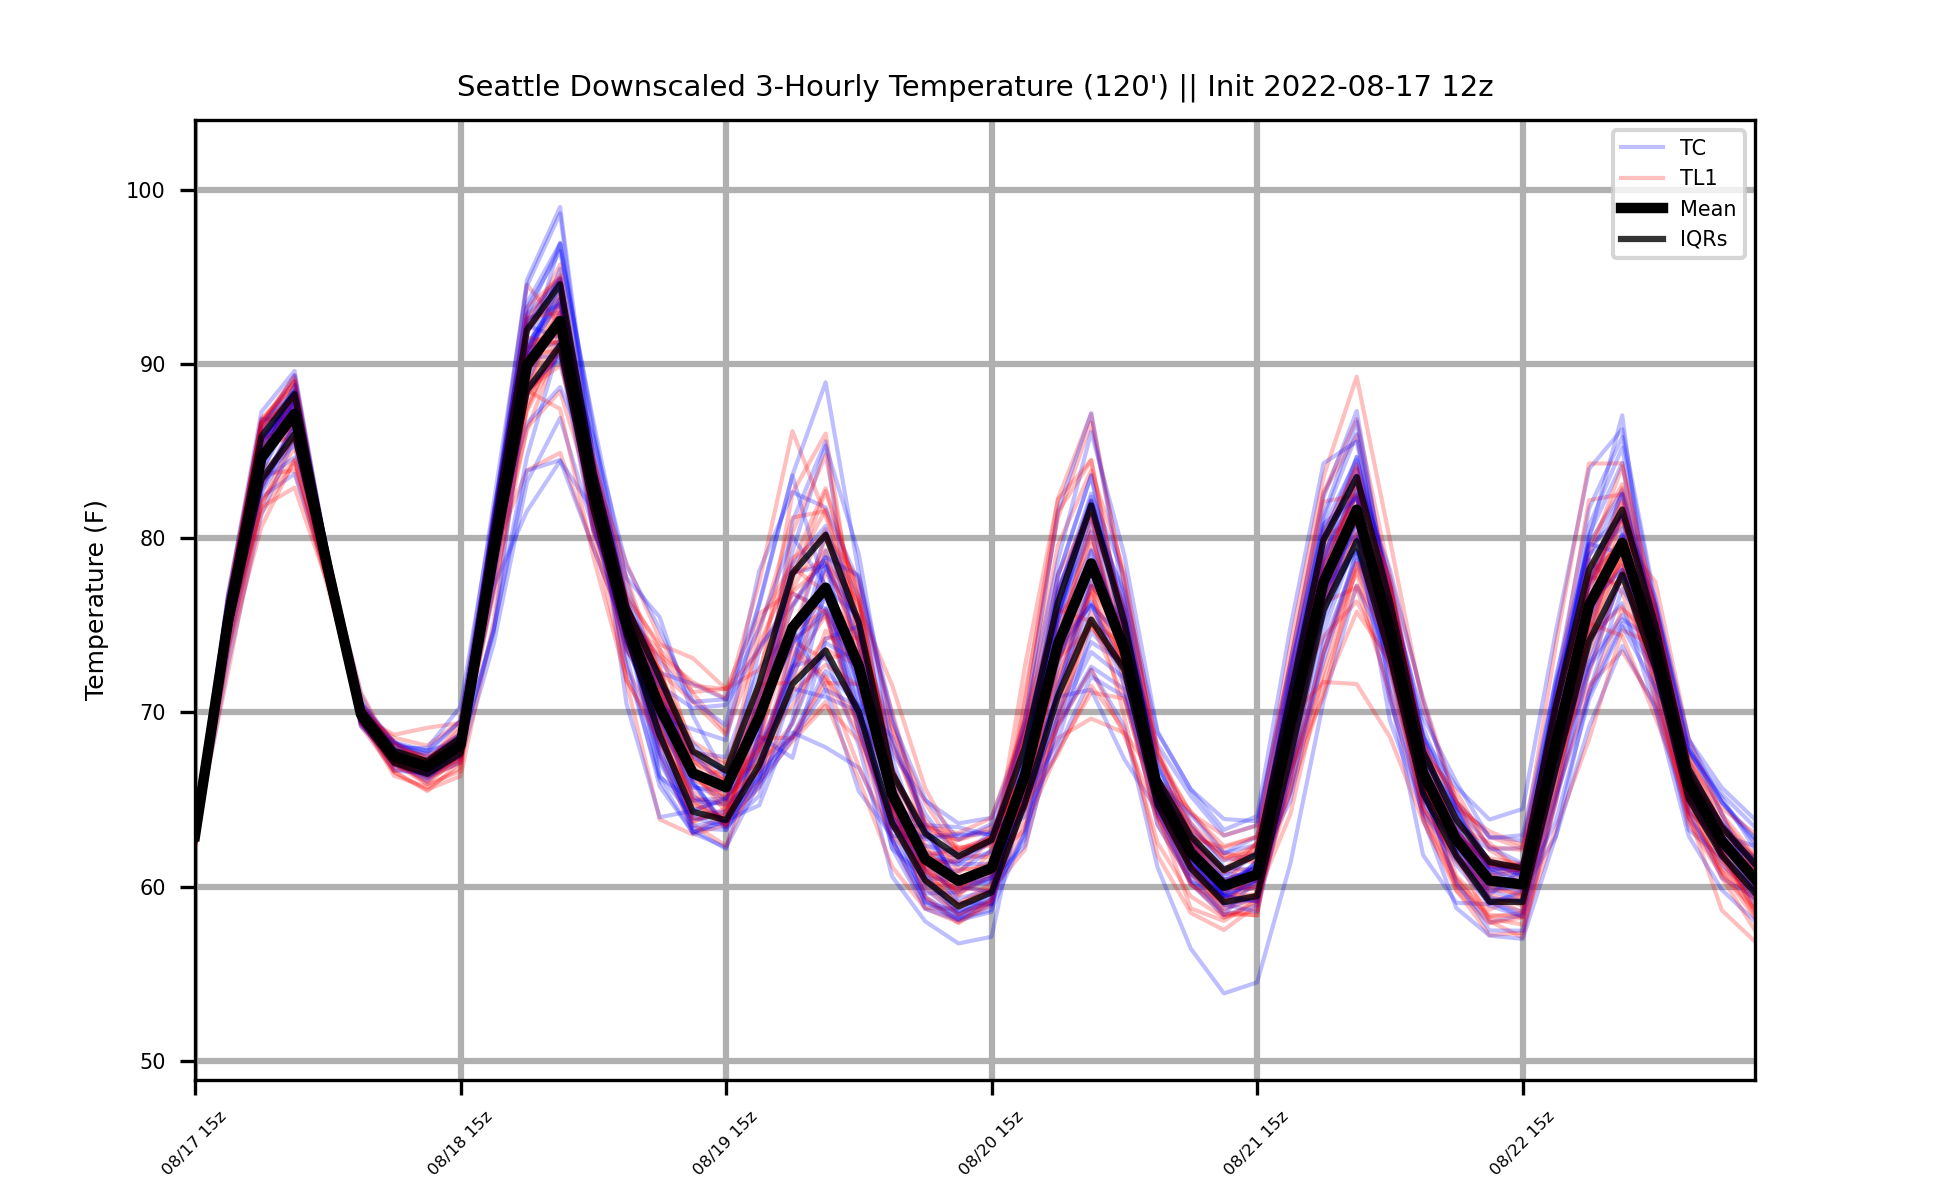 Seattle Downscaled 3-Hourly Temperature (120') || Init 2022-08-17 12z
TC
TL1
Mean
IQRs
Temperature (F)
100
90
80
70
60
50
08/17 15z
08/18 15z
08/19 15z
08/20 15z
08/21 15z
08/22 15z